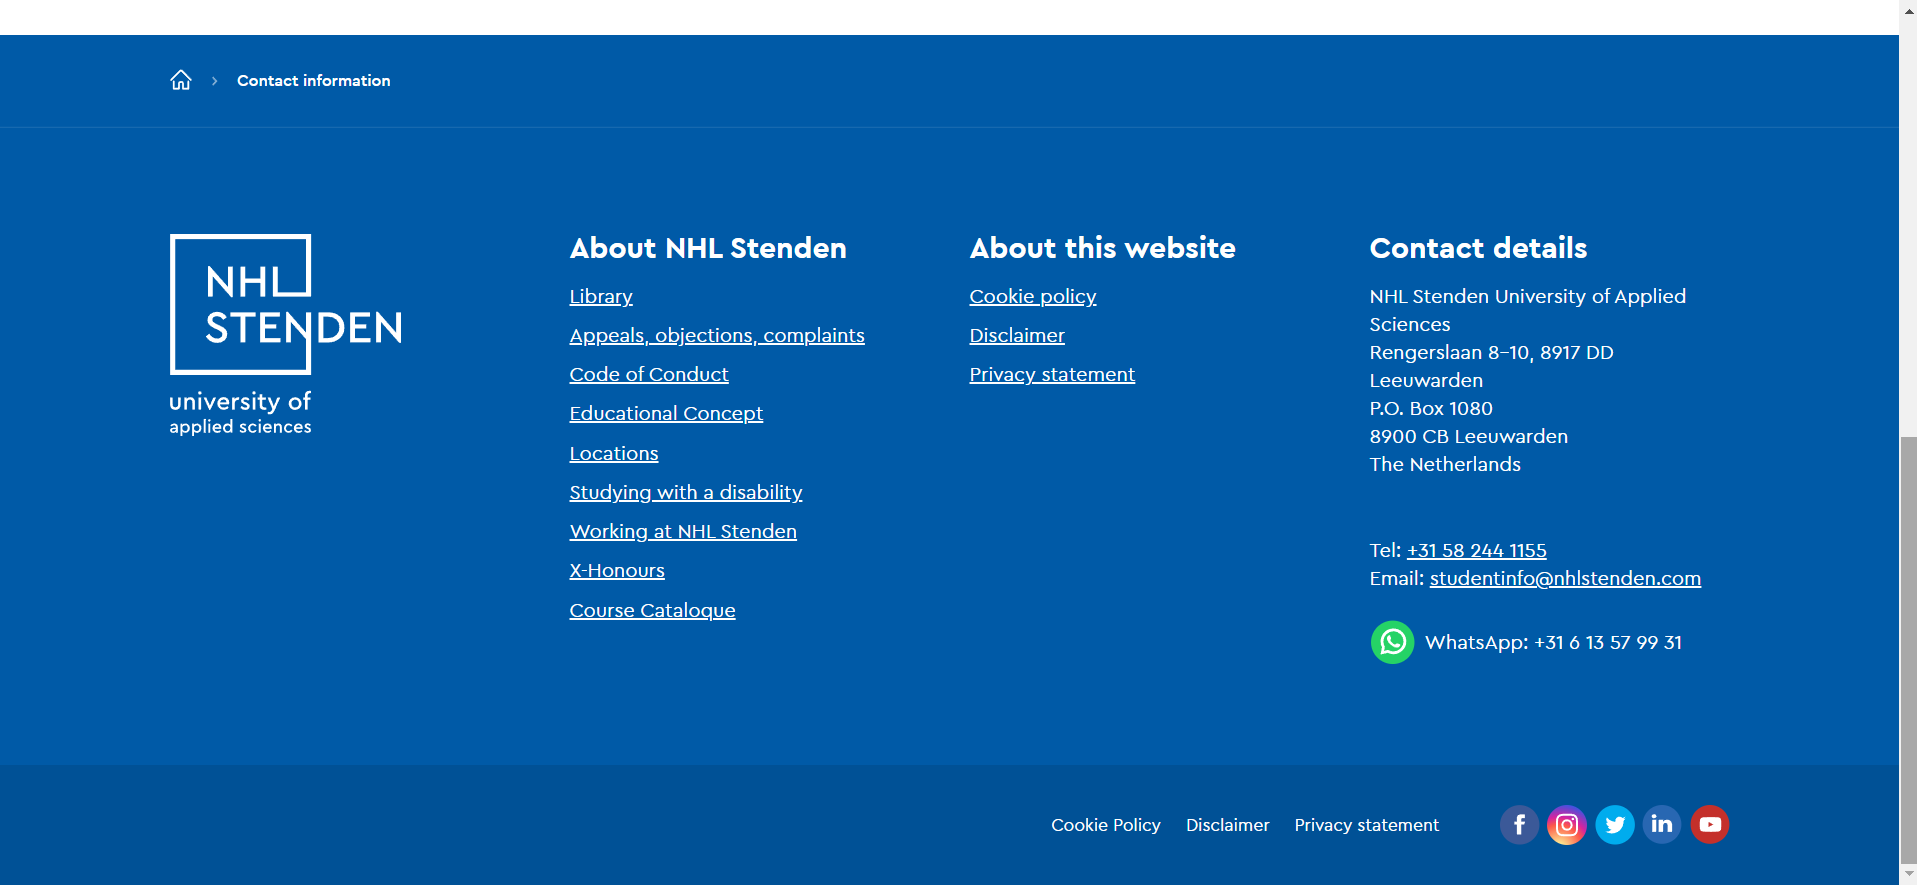 Contact information
NHL
STENDEN
university of
applied sciences
About NHL Stenden
Library
Appeals, objections, complaints
Code of Conduct
Educational Concept
Locations
Studying with a disability
Working at NHL Stenden
X-Honours
Course Cataloque
About this website
Cookie policy
Disclaimer
Privacy statement
Contact details
NHL Stenden University of Applied
Sciences
Rengerslaan 8-10, 8917 DD
Leeuwarden
P.O. Box 1080
8900 CB Leeuwarden
The Netherlands
Tel: +31 58 244 1155
Email: studentinfo@nhlstenden.com
WhatsApp: +31 6 13 57 99 31
Cookie Policy Disclaimer Privacy statement